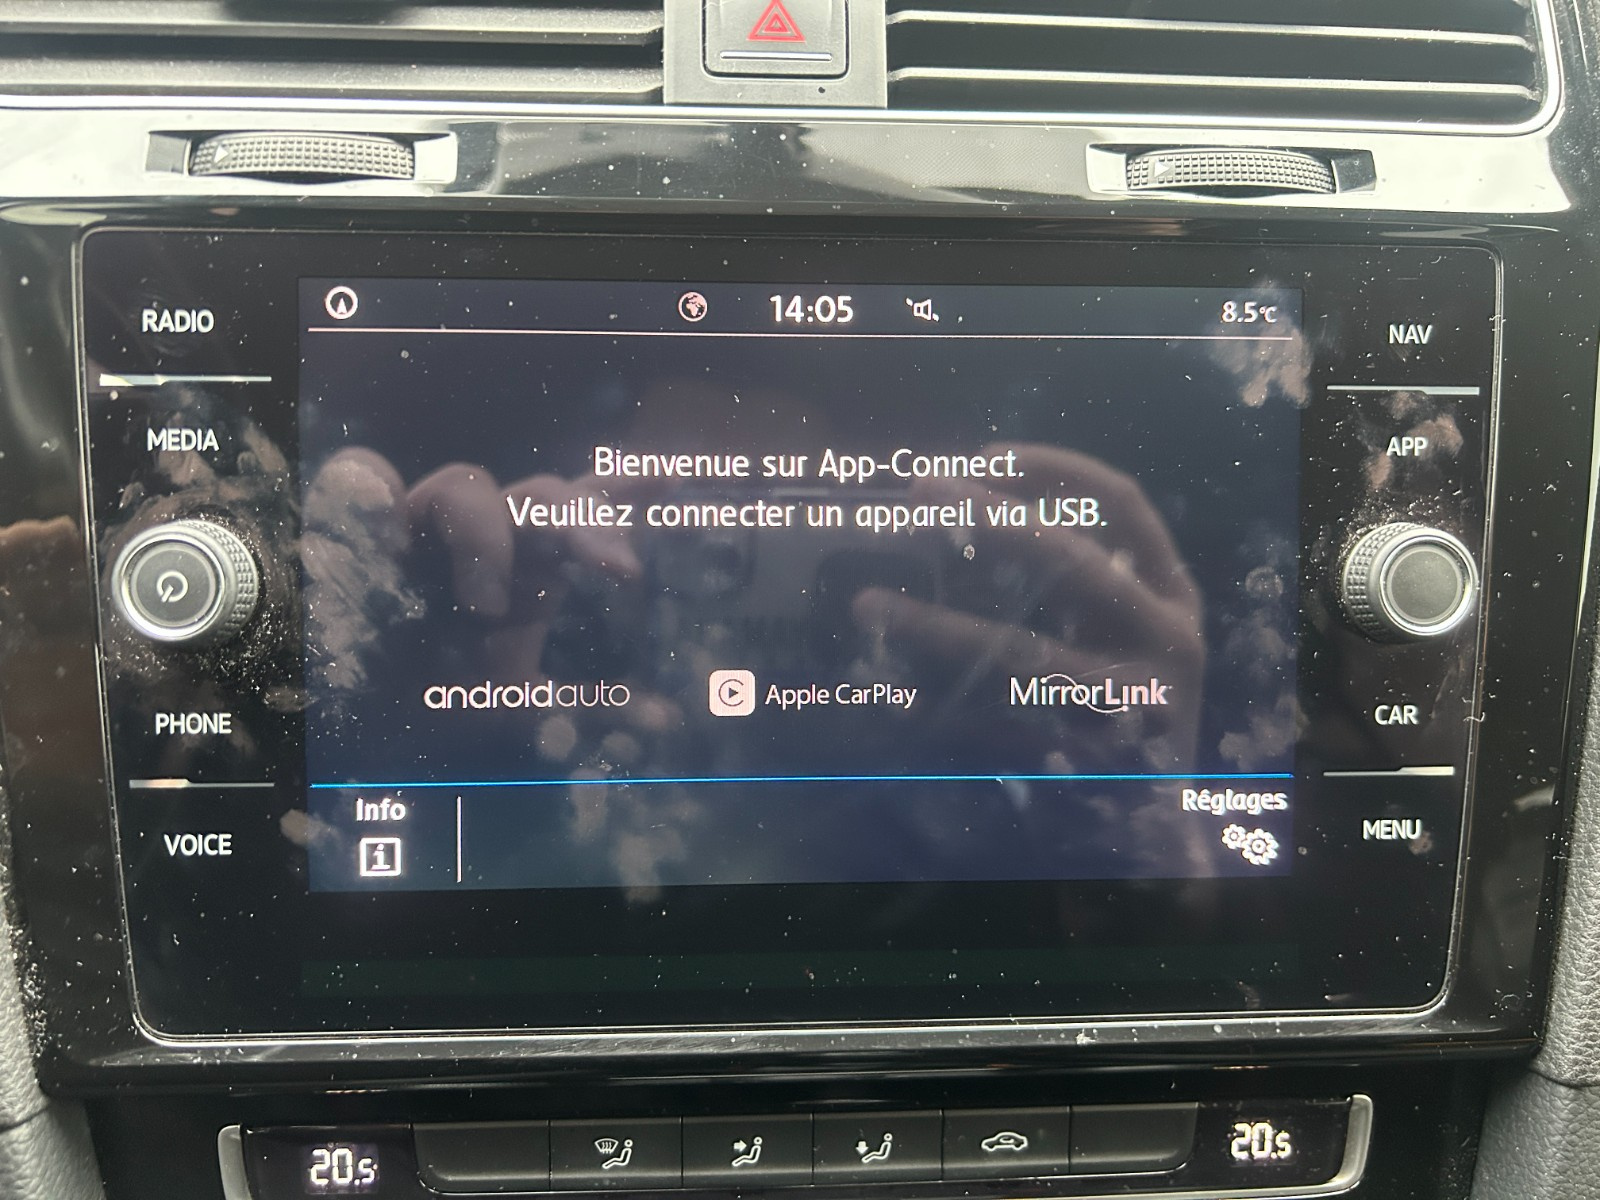 RADIO
MEDIA
PHONE
VOICE
14:05
8.5°C
Bienvenue sur App-Connect.
Veuillez connecter un appareil via USB.
androidauto
Apple CarPlay
MirrorLink
Info
Réglages
NAV
APP
CAR
MENU
20.5
20.5